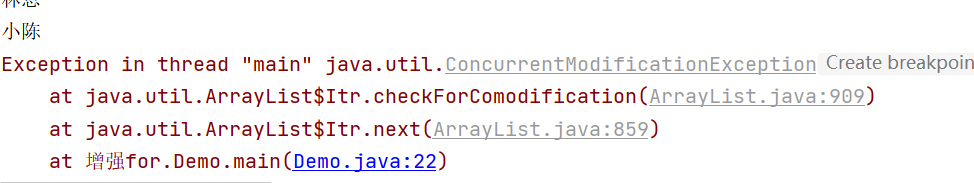 小陈
Exception in thread "main" java.util.ConcurrentModificationException Create breakpoin
at java.util.ArrayList$Itr.checkForComodification(ArrayList.java:909)
at java.util.ArrayList$Itr.next(ArrayList.java:859)
at 增强for.Demo.main(Demo.java:22)